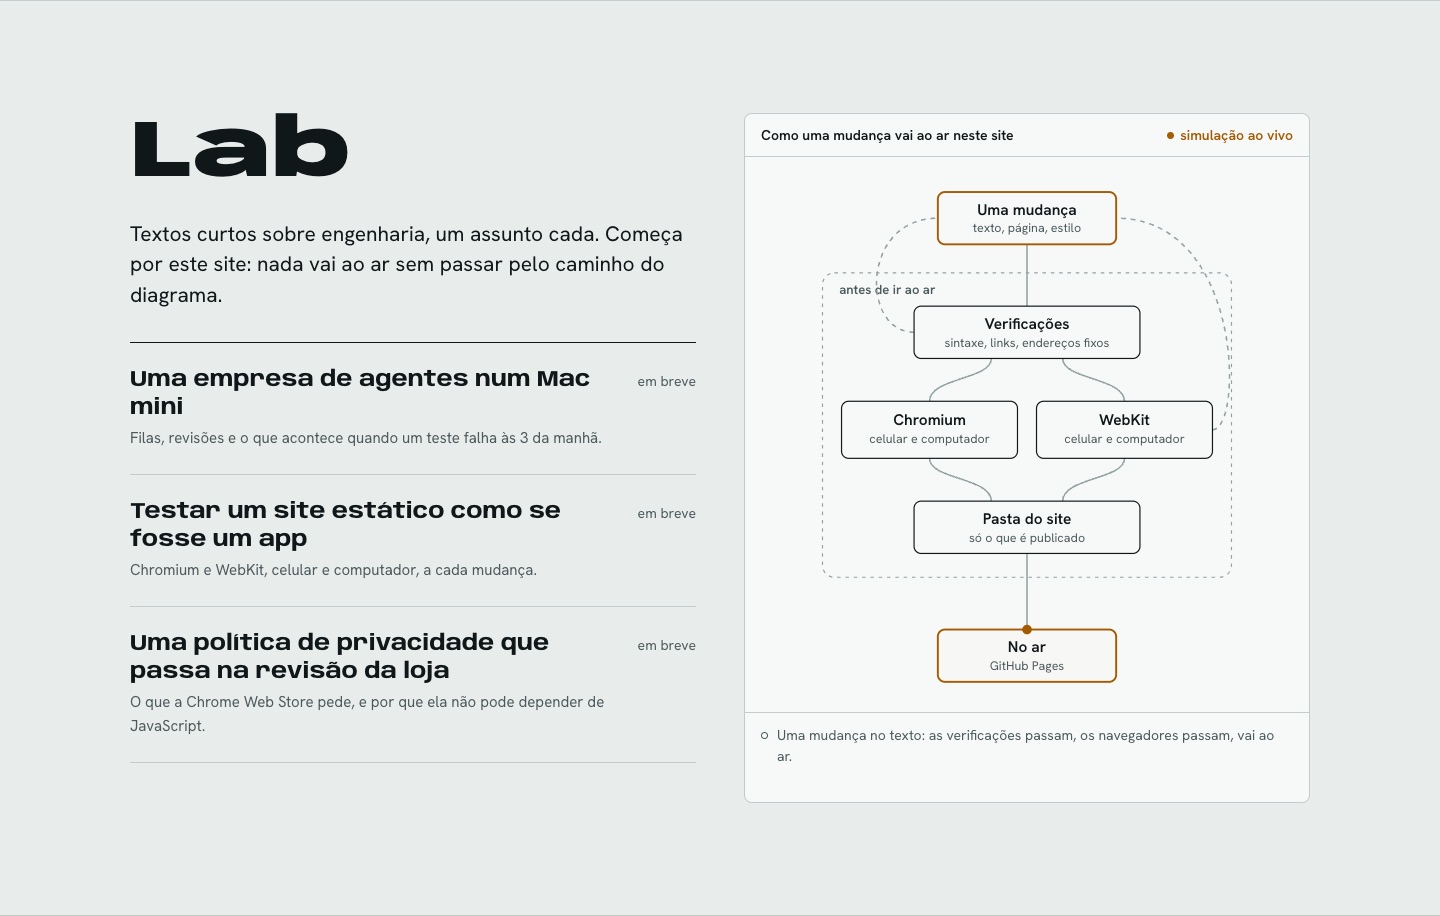 Lab
Textos curtos sobre engenharia, um assunto cada. Começa
por este site: nada vai ao ar sem passar pelo caminho do
diagrama.
Uma empresa de agentes num Mac
mini
em breve
Filas, revisões e o que acontece quando um teste falha às 3 da manhã.
Testar um site estático como se
fosse um app
em breve
Chromium e WebKit, celular e computador, a cada mudança.
Uma política de privacidade que
passa na revisão da loja
em breve
O que a Chrome Web Store pede, e por que ela não pode depender de
JavaScript.
Como uma mudança vai ao ar neste site
simulação ao vivo
Uma mudança
texto, página, estilo
antes de ir ao ar
Verificações
sintaxe, links, endereços fixos
Chromium
celular e computador
WebKit
celular e computador
Pasta do site
só o que é publicado
No ar
GitHub Pages
Uma mudança no texto: as verificações passam, os navegadores passam, vai ao
ar.